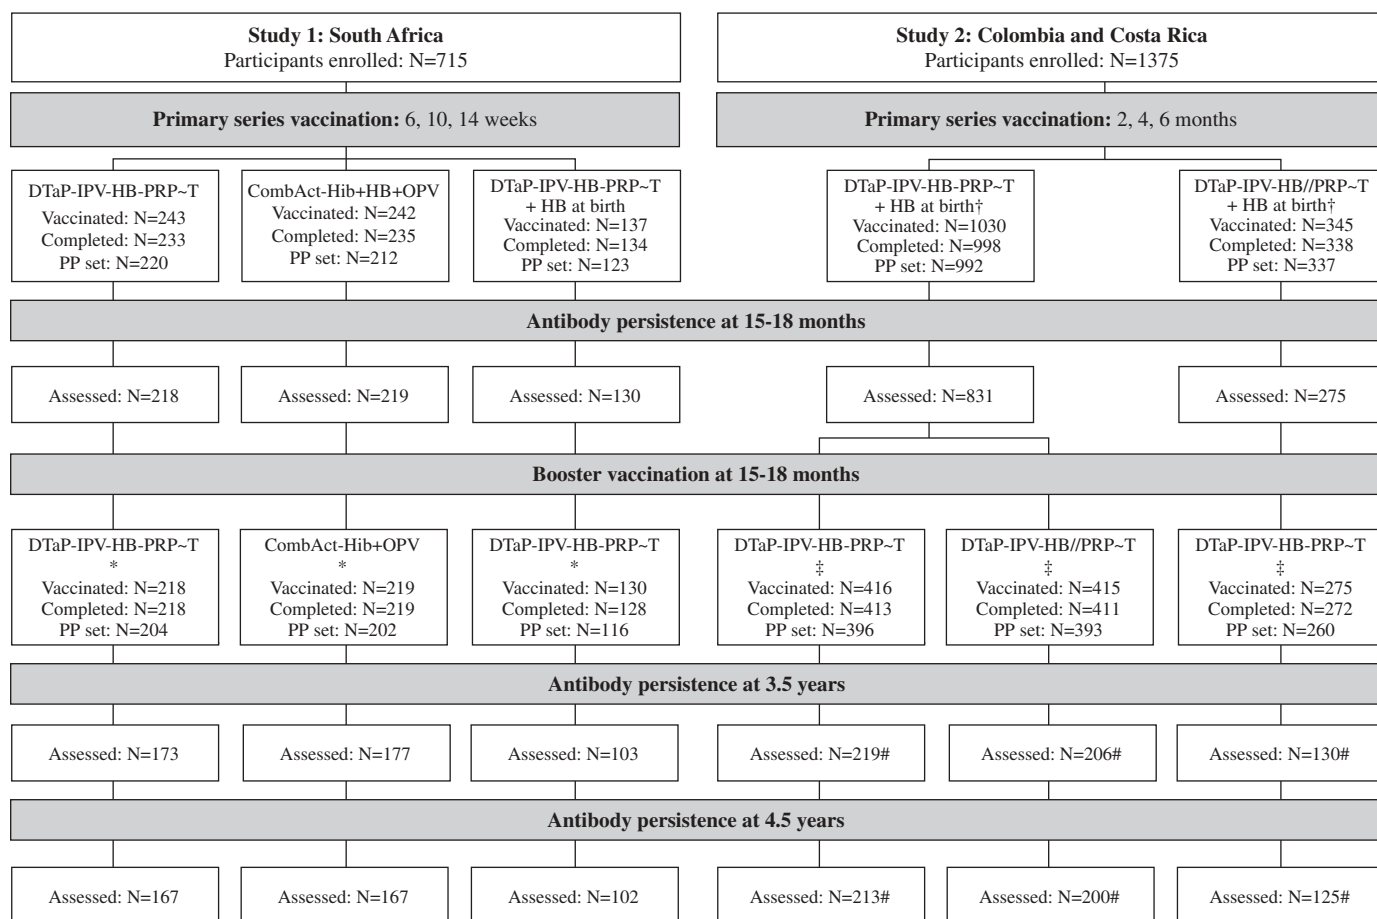 Study 1: South Africa
Participants enrolled: N=715
Study 2: Colombia and Costa Rica
Participants enrolled: N=1375
Primary series vaccination: 6, 10, 14 weeks
Primary series vaccination: 2, 4, 6 months
DTaP-IPV-HB-PRP~T
Vaccinated: N=243
Completed: N=233
PP set: N=220
CombAct-Hib+HB+OPV
Vaccinated: N=242
Completed: N=235
PP set: N=212
DTaP-IPV-HB-PRP~T
+ HB at birth
Vaccinated: N=137
Completed: N=134
PP set: N=123
DTaP-IPV-HB-PRP~T
+ HB at birth†
Vaccinated: N=1030
Completed: N=998
PP set: N=992
DTaP-IPV-HB//PRP~T
+ HB at birth†
Vaccinated: N=345
Completed: N=338
PP set: N=337
Antibody persistence at 15-18 months
Assessed: N=218
Assessed: N=219
Assessed: N=130
Assessed: N=831
Assessed: N=275
Booster vaccination at 15-18 months
DTaP-IPV-HB-PRP~T
*
Vaccinated: N=218
Completed: N=218
PP set: N=204
CombAct-Hib+OPV
*
Vaccinated: N=219
Completed: N=219
PP set: N=202
DTaP-IPV-HB-PRP~T
*
Vaccinated: N=130
Completed: N=128
PP set: N=116
DTaP-IPV-HB-PRP~T
‡
Vaccinated: N=416
Completed: N=413
PP set: N=396
DTaP-IPV-HB//PRP~T
‡
Vaccinated: N=415
Completed: N=411
PP set: N=393
DTaP-IPV-HB-PRP~T
‡
Vaccinated: N=275
Completed: N=272
PP set: N=260
Antibody persistence at 3.5 years
Assessed: N=173
Assessed: N=177
Assessed: N=103
Assessed: N=219#
Assessed: N=206#
Assessed: N=130#
Antibody persistence at 4.5 years
Assessed: N=167
Assessed: N=167
Assessed: N=102
Assessed: N=213#
Assessed: N=200#
Assessed: N=125#